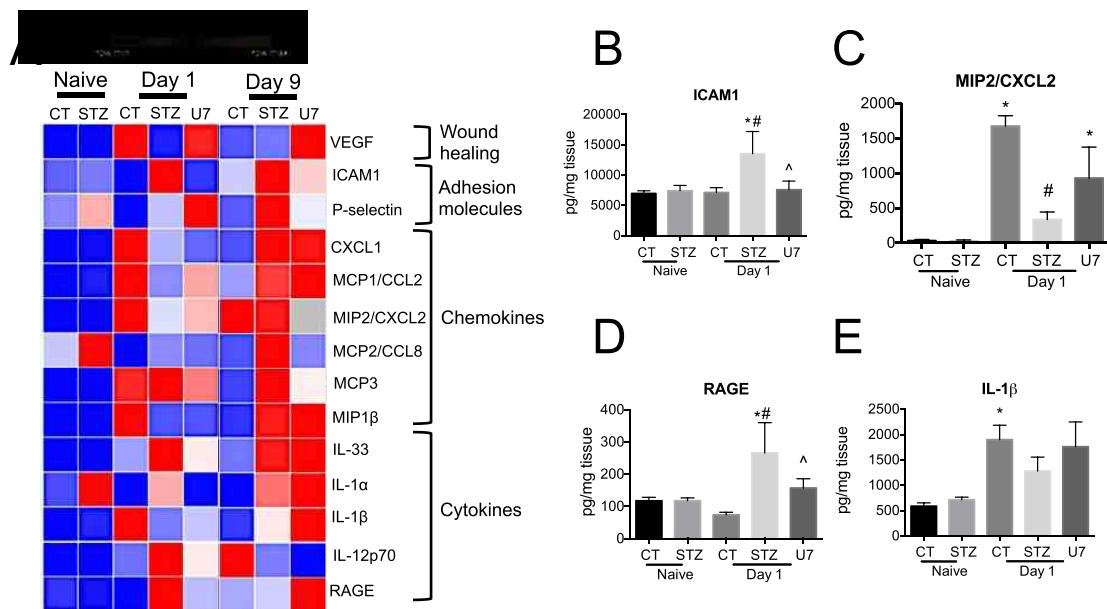 A
Naive Day 1 Day 9
CT STZ CT STZ U7 CT STZ U7
VEGF
ICAM1
P-selectin
CXCL1
MCP1/CCL2
MIP2/CXCL2
MCP2/CCL8
MCP3
MIP1β
IL-33
IL-1α
IL-1β
IL-12p70
RAGE
Wound
healing
Adhesion
molecules
Chemokines
Cytokines
B
ICAM1
pg/mg tissue
20000
15000
10000
5000
0
*#
^
CT STZ CT STZ U7
Naive Day 1
C
MIP2/CXCL2
pg/mg tissue
2000
1500
1000
500
0
*
#
*
CT STZ CT STZ U7
Naive Day 1
D
RAGE
pg/mg tissue
400
300
200
100
0
*#
^
CT STZ CT STZ U7
Naive Day 1
E
IL-1β
pg/mg tissue
2500
2000
1500
1000
500
0
*
CT STZ CT STZ U7
Naive Day 1